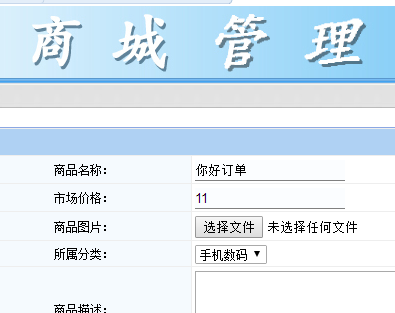 商城管理
商品名称： 你好订单
市场价格： 11
商品图片： 选择文件 未选择任何文件
所属分类： 手机数码
商品描述：